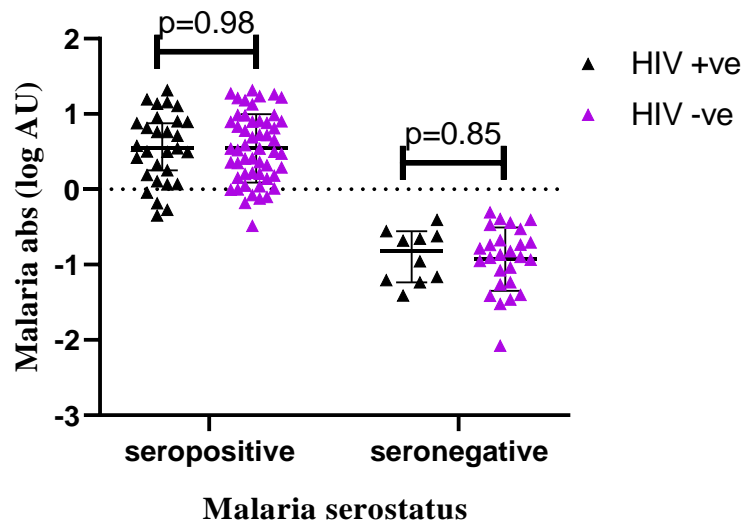 p=0.98
HIV +ve
HIV -ve
p=0.85
Malaria abs (log AU)
2
1
0
-1
-2
-3
seropositive seronegative
Malaria serostatus